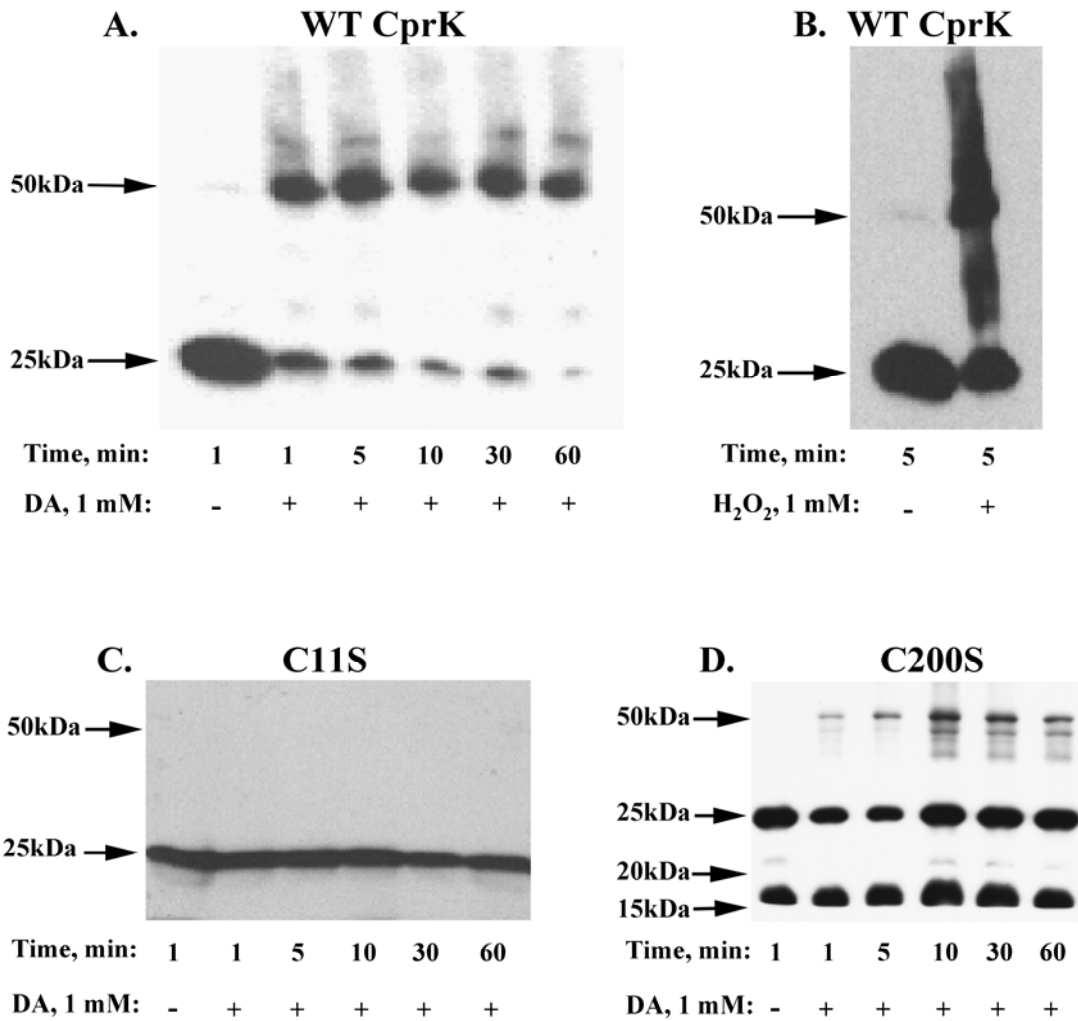 A. WT CprK
50kDa
25kDa
Time, min: 1 1 5 10 30 60
DA, 1 mM: - + + + + +
B. WT CprK
50kDa
25kDa
Time, min: 5 5
H₂O₂, 1 mM: - +
C. C11S
50kDa
25kDa
Time, min: 1 1 5 10 30 60
DA, 1 mM: - + + + + +
D. C200S
50kDa
25kDa
20kDa
15kDa
Time, min: 1 1 5 10 30 60
DA, 1 mM: - + + + + +